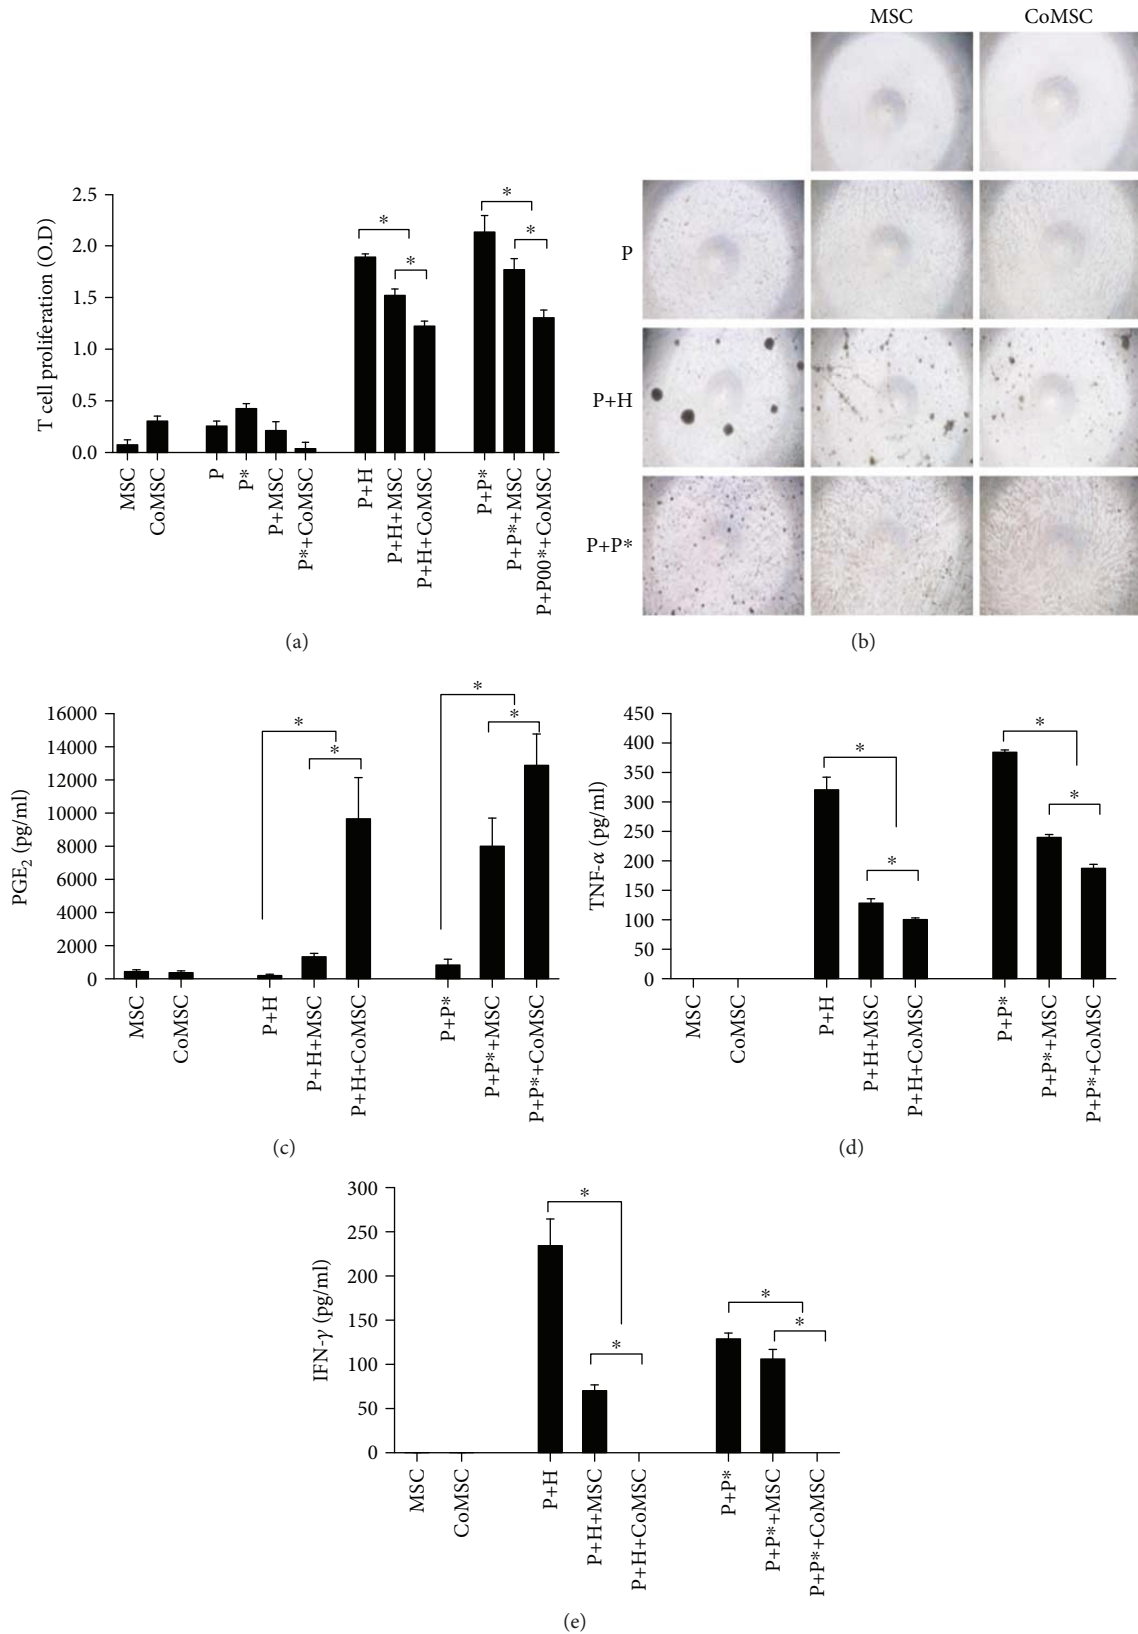 MSC CoMSC
2.5
2.0
1.5
1.0
0.5
0.0
T cell proliferation (O.D)
*
*
*
*
MSC
CoMSC
P
P*
P+MSC
P*+CoMSC
P+H
P+H+MSC
P+H+CoMSC
P+P*
P+P*+MSC
P+P00*+CoMSC
(a)
P
P+H
P+P*
(b)
16000
14000
12000
10000
8000
6000
4000
2000
0
PGE2 (pg/ml)
*
*
*
*
MSC
CoMSC
P+H
P+H+MSC
P+H+CoMSC
P+P*
P+P*+MSC
P+P*+CoMSC
(c)
450
400
350
300
250
200
150
100
50
0
TNF-α (pg/ml)
*
*
*
*
MSC
CoMSC
P+H
P+H+MSC
P+H+CoMSC
P+P*
P+P*+MSC
P+P*+CoMSC
(d)
300
250
200
150
100
50
0
IFN-γ (pg/ml)
*
*
*
*
MSC
CoMSC
P+H
P+H+MSC
P+H+CoMSC
P+P*
P+P*+MSC
P+P*+CoMSC
(e)